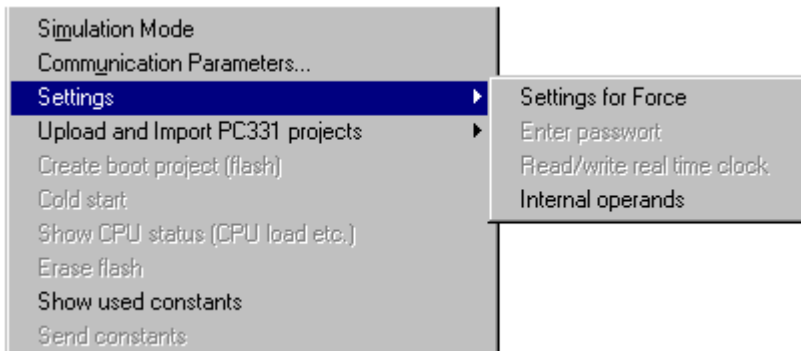 Simulation Mode
Communication Parameters...
Settings
Upload and Import PC331 projects
Create boot project (flash)
Cold start
Show CPU status (CPU load etc.)
Erase flash
Show used constants
Send constants
Settings for Force
Enter passwort
Read/write real time clock
Internal operands